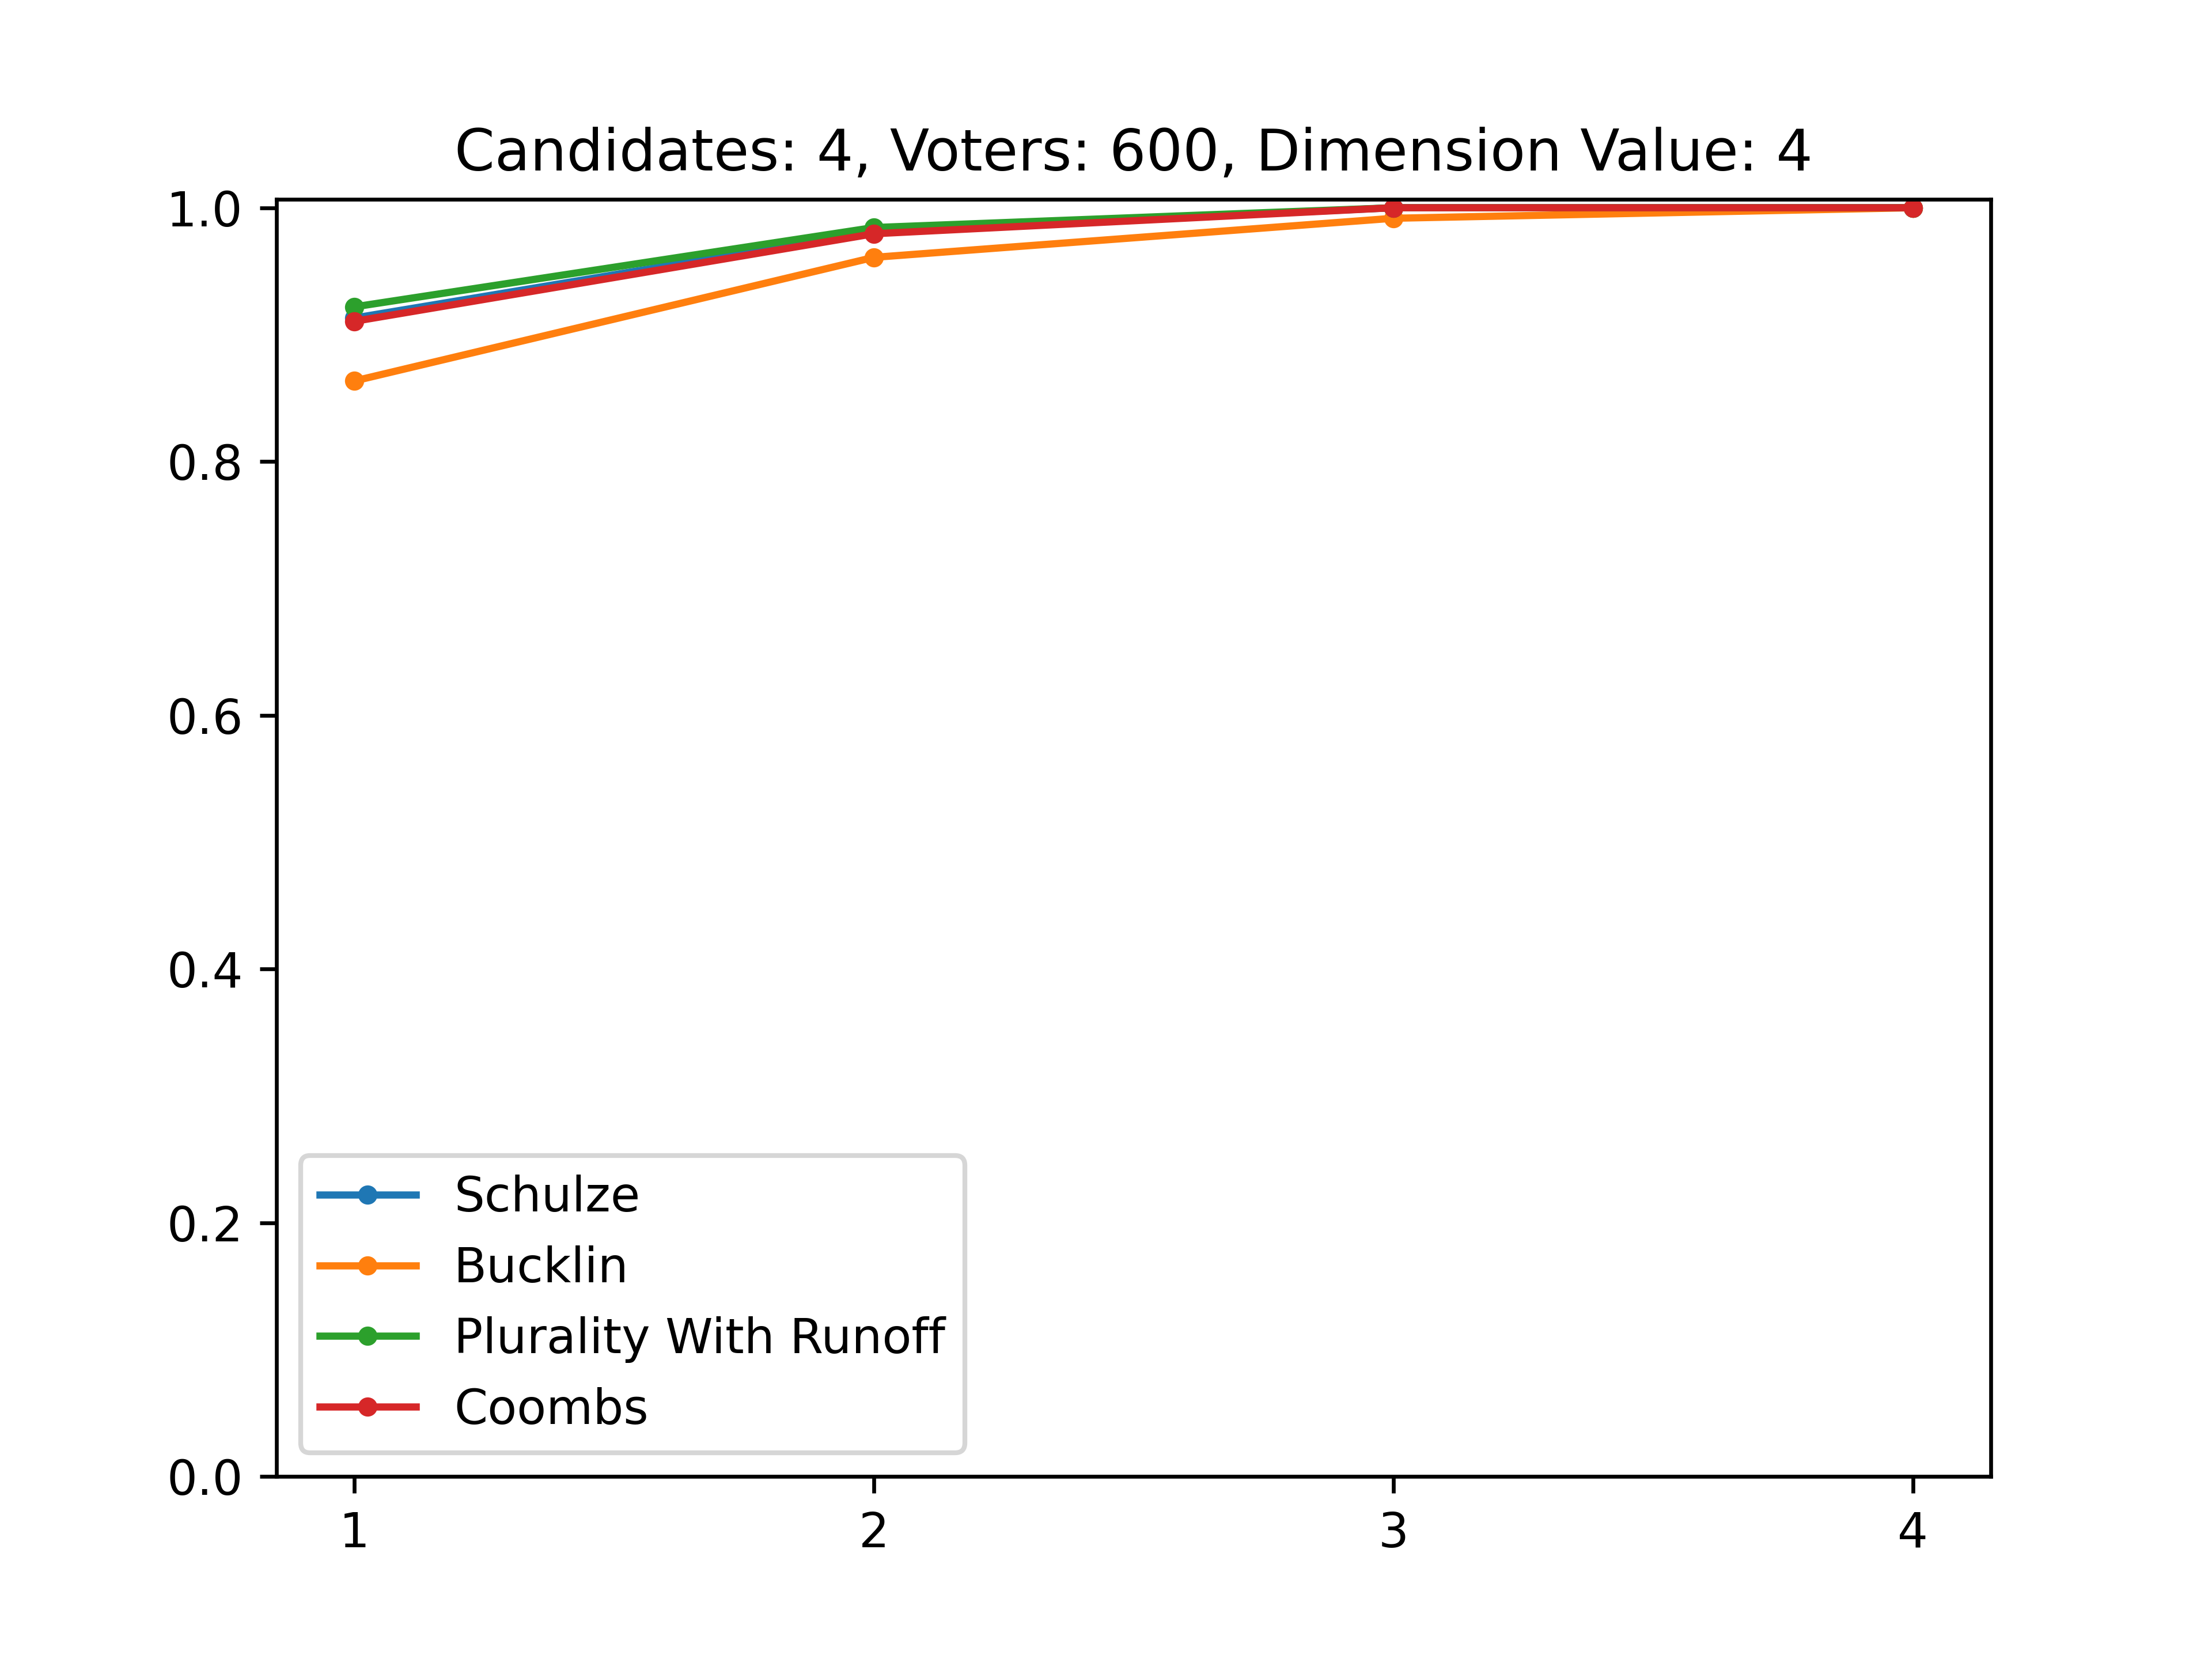 Candidates: 4, Voters: 600, Dimension Value: 4
1.0
0.8
0.6
0.4
0.2
0.0
Schulze
Bucklin
Plurality With Runoff
Coombs
1 2 3 4